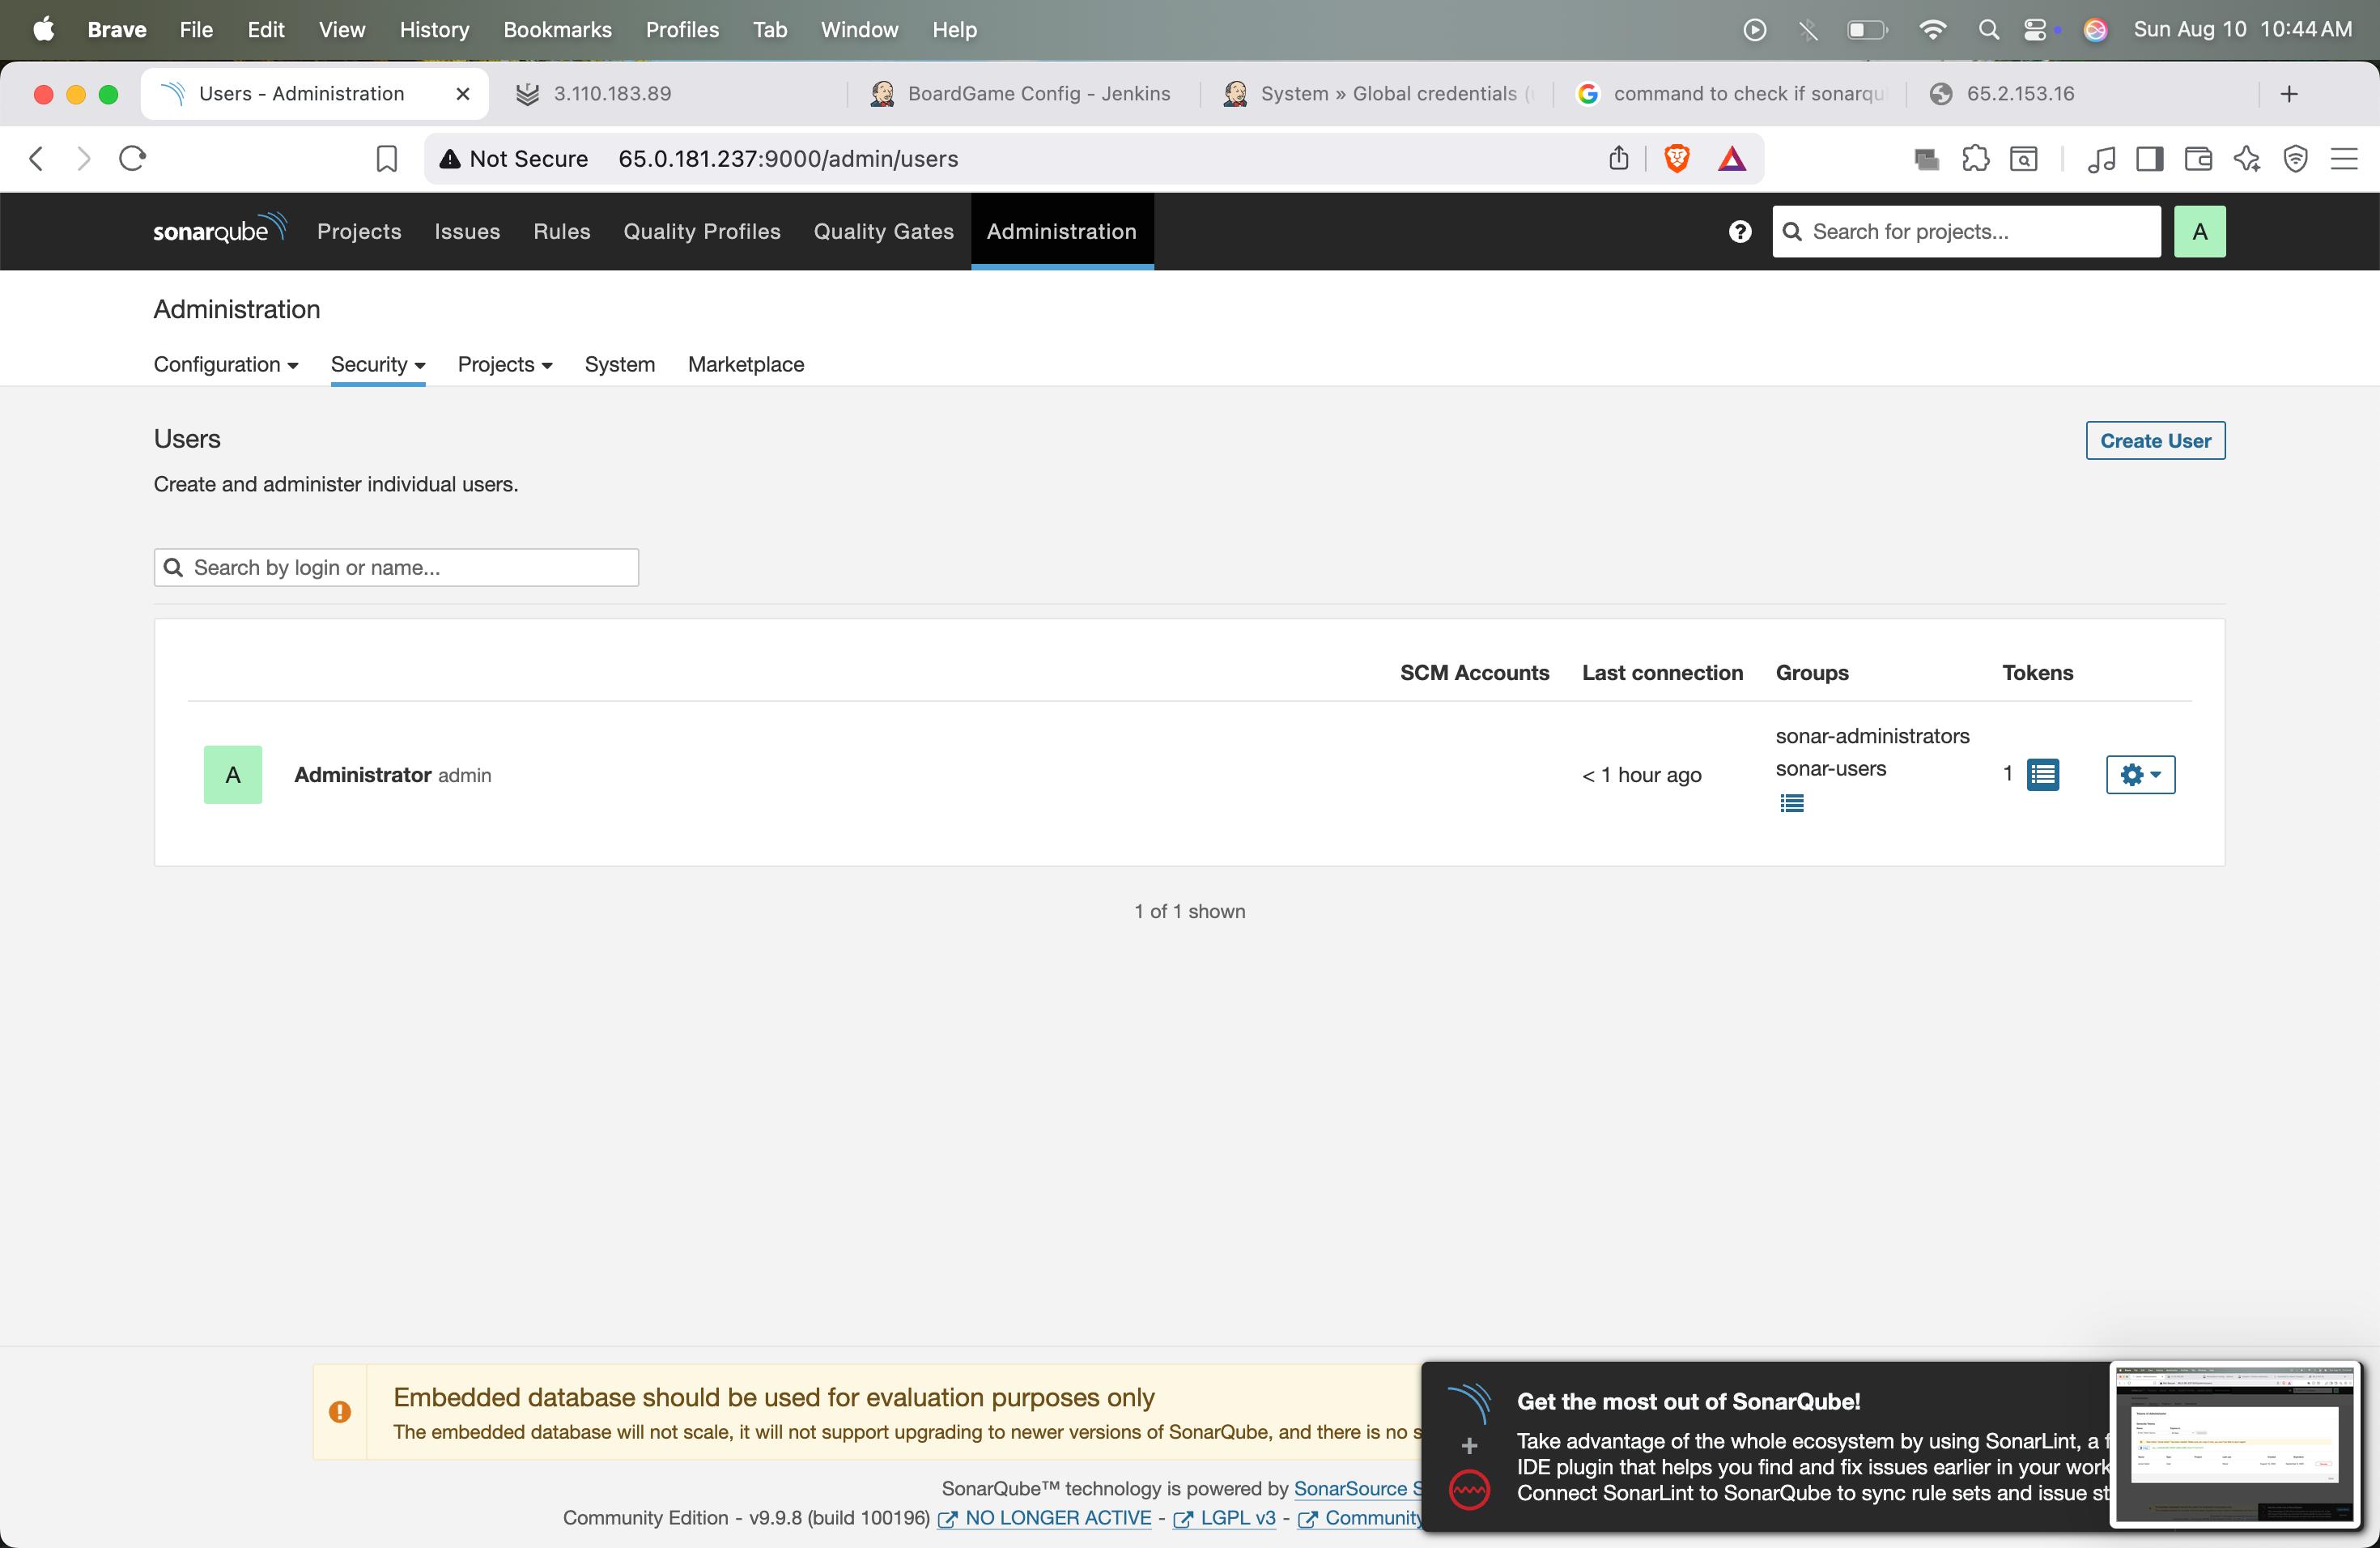 Brave File Edit View History Bookmarks Profiles Tab Window Help Sun Aug 10 10:44 AM
Users - Administration 3.110.183.89 BoardGame Config - Jenkins System » Global credentials ( command to check if sonarqu 65.2.153.16
Not Secure 65.0.181.237:9000/admin/users
sonarqube Projects Issues Rules Quality Profiles Quality Gates Administration Search for projects... A
Administration
Configuration Security Projects System Marketplace
Users Create User
Create and administer individual users.
Search by login or name...
SCM Accounts Last connection Groups Tokens
sonar-administrators
A Administrator admin < 1 hour ago sonar-users 1
1 of 1 shown
Embedded database should be used for evaluation purposes only
The embedded database will not scale, it will not support upgrading to newer versions of SonarQube, and there is no s
SonarQube™ technology is powered by SonarSource S
Community Edition - v9.9.8 (build 100196) NO LONGER ACTIVE - LGPL v3 - Community
Get the most out of SonarQube!
Take advantage of the whole ecosystem by using SonarLint, a f
IDE plugin that helps you find and fix issues earlier in your work
Connect SonarLint to SonarQube to sync rule sets and issue st